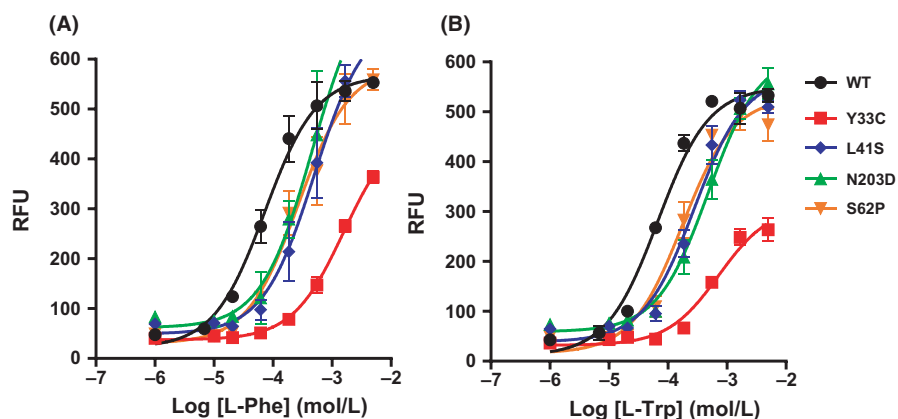 (A)
600
500
400
300
200
100
0
RFU
–7
–6
–5
–4
–3
–2
Log [L-Phe] (mol/L)
(B)
600
500
400
300
200
100
0
RFU
–7
–6
–5
–4
–3
–2
Log [L-Trp] (mol/L)
WT
Y33C
L41S
N203D
S62P